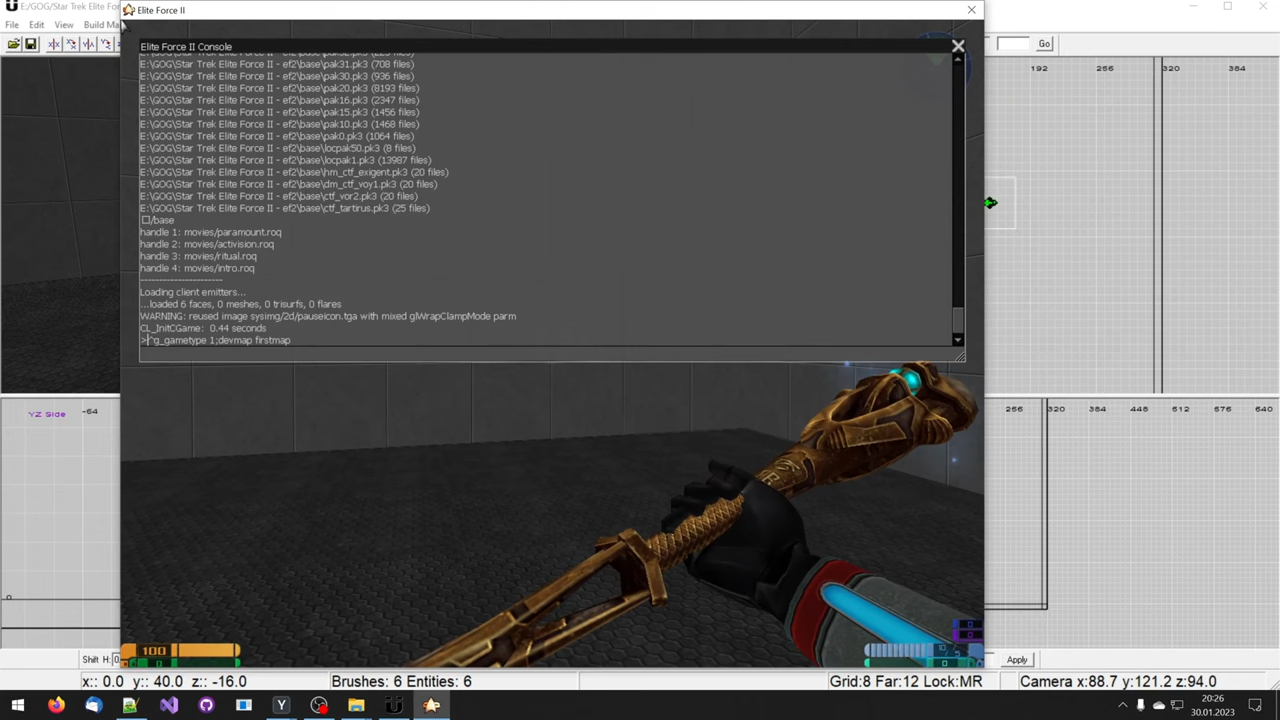 E:/GOG/Star Trek Elite Fo
Elite Force II
File Edit View Build Ma
Go
Elite Force II Console
E:\GOG\Star Trek Elite Force II - ef2\base\pak31.pk3 (708 files)
E:\GOG\Star Trek Elite Force II - ef2\base\pak30.pk3 (936 files)
E:\GOG\Star Trek Elite Force II - ef2\base\pak20.pk3 (8193 files)
E:\GOG\Star Trek Elite Force II - ef2\base\pak16.pk3 (2347 files)
E:\GOG\Star Trek Elite Force II - ef2\base\pak15.pk3 (1456 files)
E:\GOG\Star Trek Elite Force II - ef2\base\pak10.pk3 (1468 files)
E:\GOG\Star Trek Elite Force II - ef2\base\pak0.pk3 (1064 files)
E:\GOG\Star Trek Elite Force II - ef2\base\locpak50.pk3 (8 files)
E:\GOG\Star Trek Elite Force II - ef2\base\locpak1.pk3 (13987 files)
E:\GOG\Star Trek Elite Force II - ef2\base\hm_ctf_exigent.pk3 (20 files)
E:\GOG\Star Trek Elite Force II - ef2\base\dm_ctf_voy1.pk3 (20 files)
E:\GOG\Star Trek Elite Force II - ef2\base\ctf_vor2.pk3 (20 files)
E:\GOG\Star Trek Elite Force II - ef2\base\ctf_tartirus.pk3 (25 files)
/base
handle 1: movies/paramount.roq
handle 2: movies/activision.roq
handle 3: movies/ritual.roq
handle 4: movies/intro.roq
----------------------
Loading client emitters...
...loaded 6 faces, 0 meshes, 0 trisurfs, 0 flares
WARNING: reused image sysimg/2d/pauseicon.tga with mixed glWrapClampMode parm
CL_InitCGame: 0.44 seconds
>^g_gametype 1;devmap firstmap
192 256 320 384
YZ Side -64
256 320 384 448 512 576 640
0
100
0
Shift H: Apply
x:: 0.0 y:: 40.0 z:: -16.0 Brushes: 6 Entities: 6 Grid:8 Far:12 Lock:MR Camera x:88.7 y:121.2 z:94.0
20:26
30.01.2023